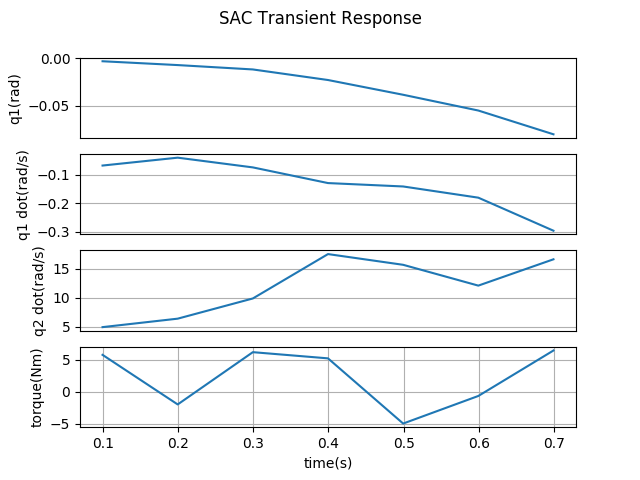 SAC Transient Response
q1(rad)
0.00
−0.05
q1 dot(rad/s)
−0.1
−0.2
−0.3
q2 dot(rad/s)
15
10
5
torque(Nm)
5
0
−5
0.1 0.2 0.3 0.4 0.5 0.6 0.7
time(s)